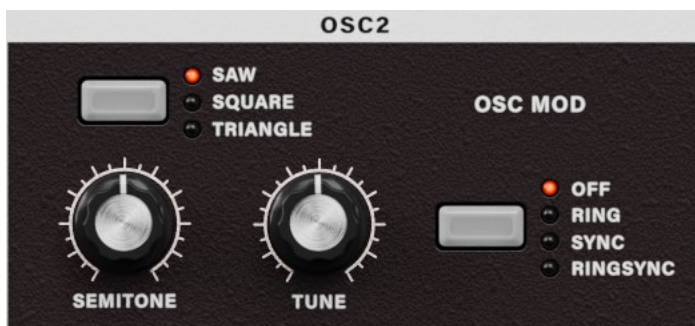 OSC2
SAW
SQUARE
TRIANGLE
OSC MOD
OFF
RING
SYNC
RINGSYNC
SEMITONE
TUNE